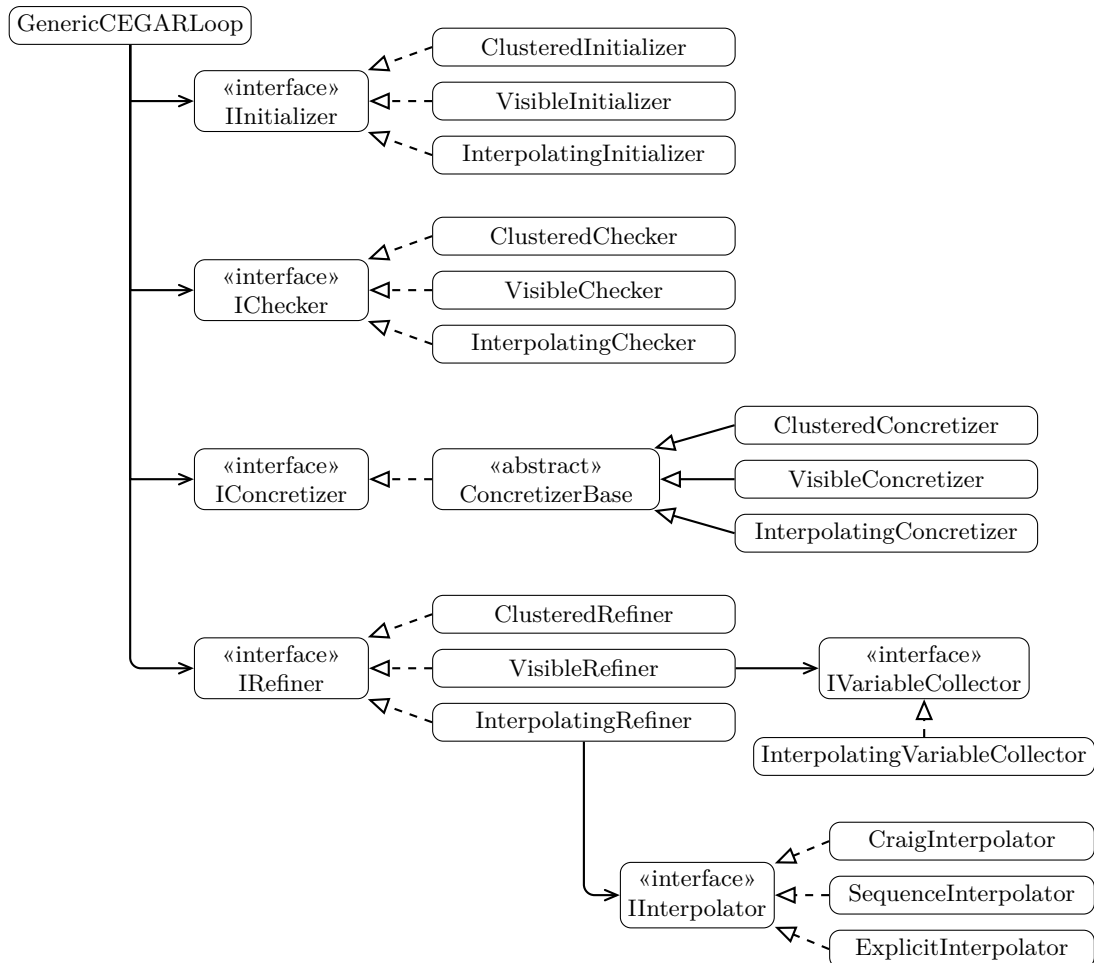 GenericCEGARLoop
«interface»
IInitializer
ClusteredInitializer
VisibleInitializer
InterpolatingInitializer
«interface»
IChecker
ClusteredChecker
VisibleChecker
InterpolatingChecker
«interface»
IConcretizer
«abstract»
ConcretizerBase
ClusteredConcretizer
VisibleConcretizer
InterpolatingConcretizer
«interface»
IRefiner
ClusteredRefiner
VisibleRefiner
InterpolatingRefiner
«interface»
IVariableCollector
InterpolatingVariableCollector
«interface»
IInterpolator
CraigInterpolator
SequenceInterpolator
ExplicitInterpolator